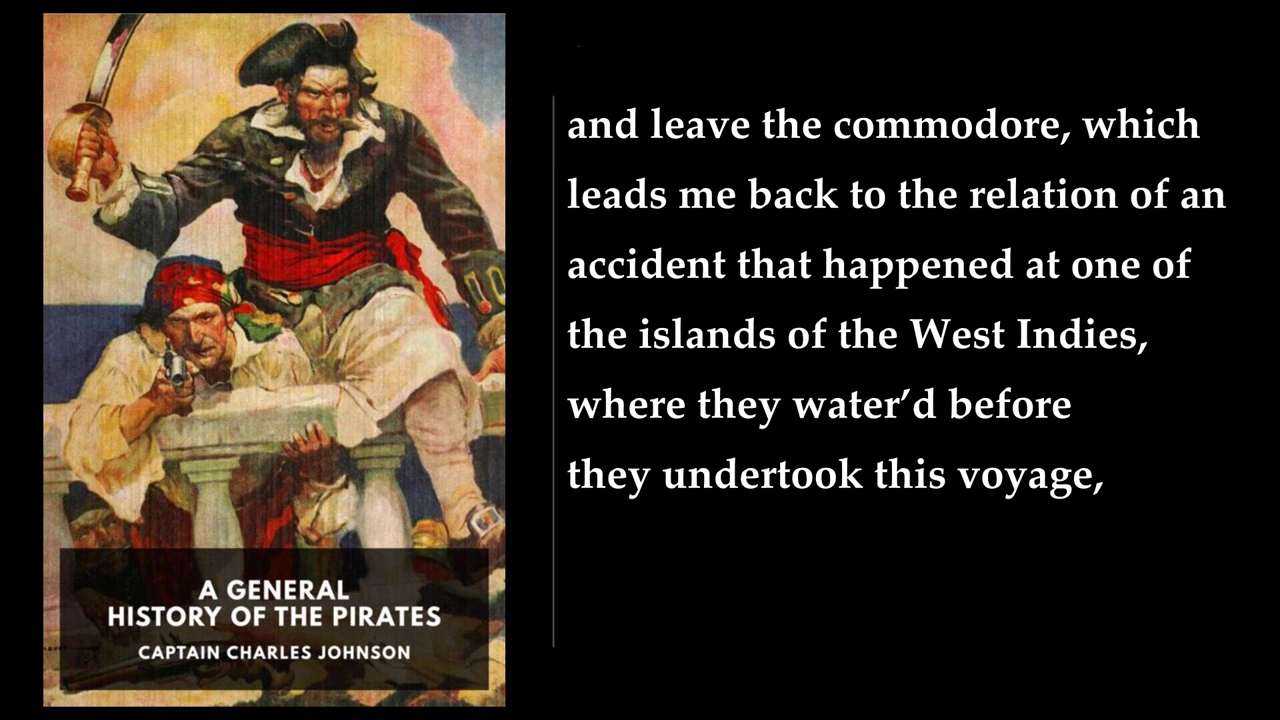 A GENERAL
HISTORY OF THE PIRATES
CAPTAIN CHARLES JOHNSON
and leave the commodore, which
leads me back to the relation of an
accident that happened at one of
the islands of the West Indies,
where they water’d before
they undertook this voyage,